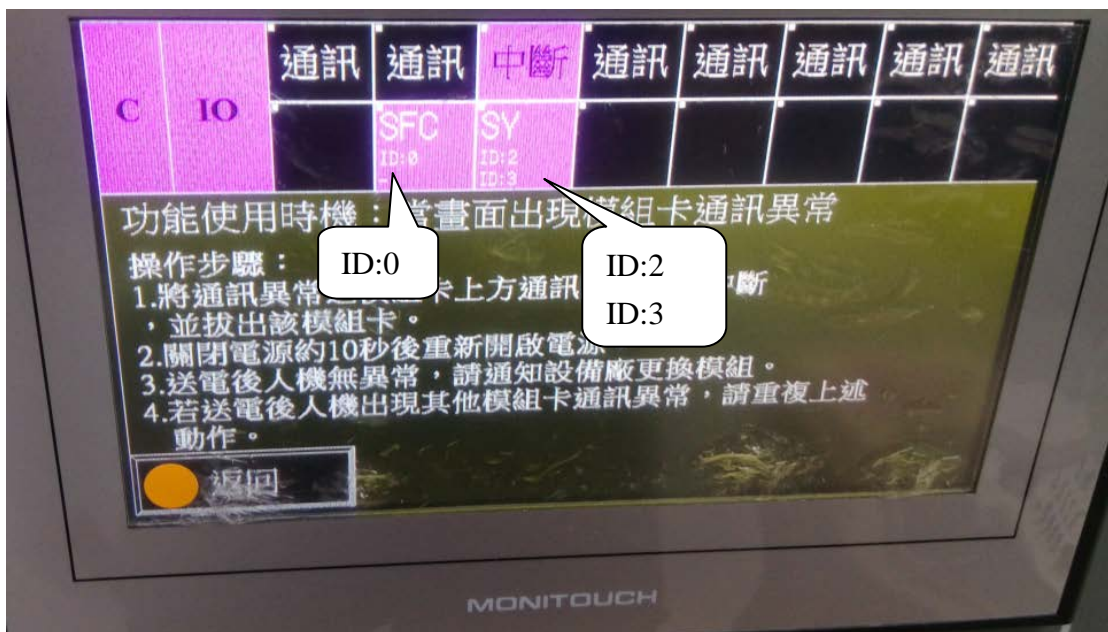 C IO 通訊 通訊 中斷 通訊 通訊 通訊 通訊 通訊
SFC SY
ID:0 ID:2
- ID:3
功能使用時機:當畫面出現模組卡通訊異常
ID:0
ID:2
ID:3
操作步驟:
1.將通訊異常 卡上方通訊 中斷
,並拔出該模組卡。
2.關閉電源約10秒後重新開啟電源
3.送電後人機無異常,請通知設備廠更換模組。
4.若送電後人機出現其他模組卡通訊異常,請重複上述
動作。
返回
MONITOUCH